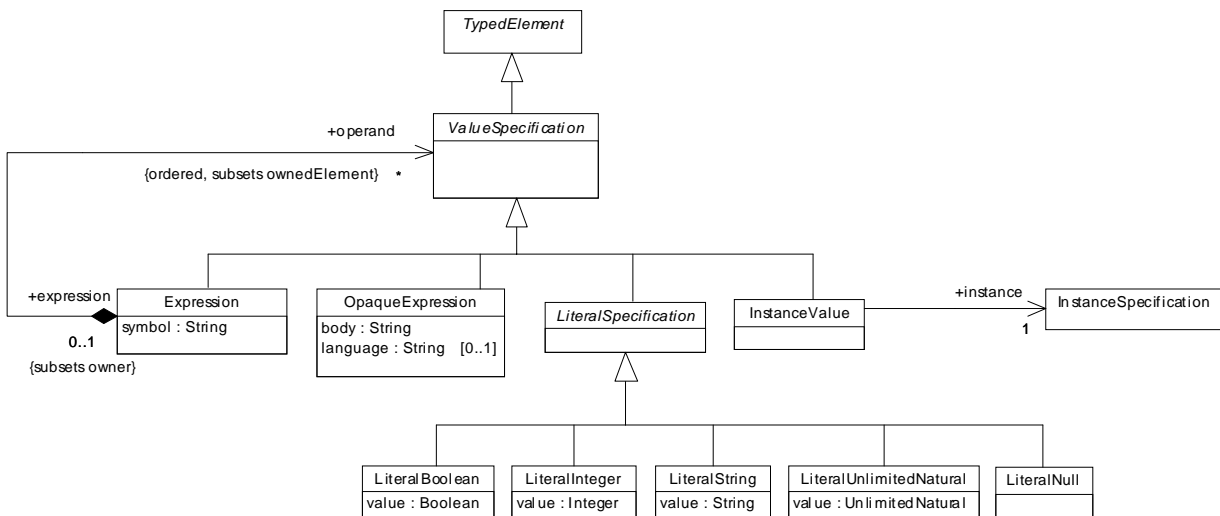 TypedElement
+operand
ValueSpecification
{ordered, subsets ownedElement} *
+expression
Expression
OpaqueExpression
+instance
InstanceSpecification
LiteralSpecification
InstanceValue
symbol : String
body : String
language : String [0..1]
0..1
1
{subsets owner}
LiteralBoolean
LiteralInteger
LiteralString
LiteralUnlimitedNatural
LiteralNull
value : Boolean
value : Integer
value : String
value : UnlimitedNatural